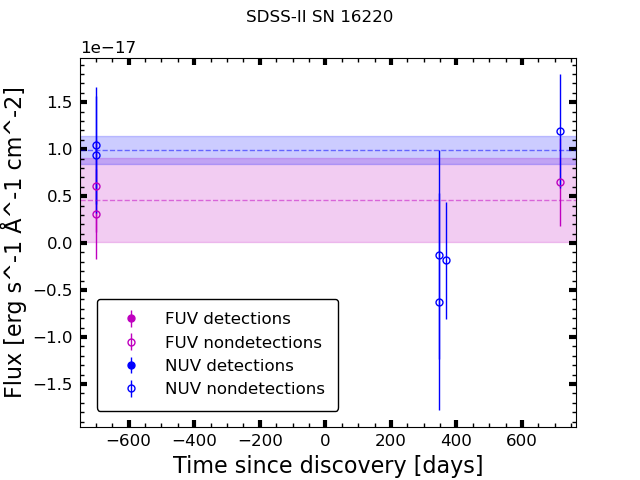 SDSS-II SN 16220
1e−17
1.5
1.0
0.5
0.0
−0.5
−1.0
−1.5
Flux [erg s^-1 Å^-1 cm^-2]
FUV detections
FUV nondetections
NUV detections
NUV nondetections
−600 −400 −200 0 200 400 600
Time since discovery [days]